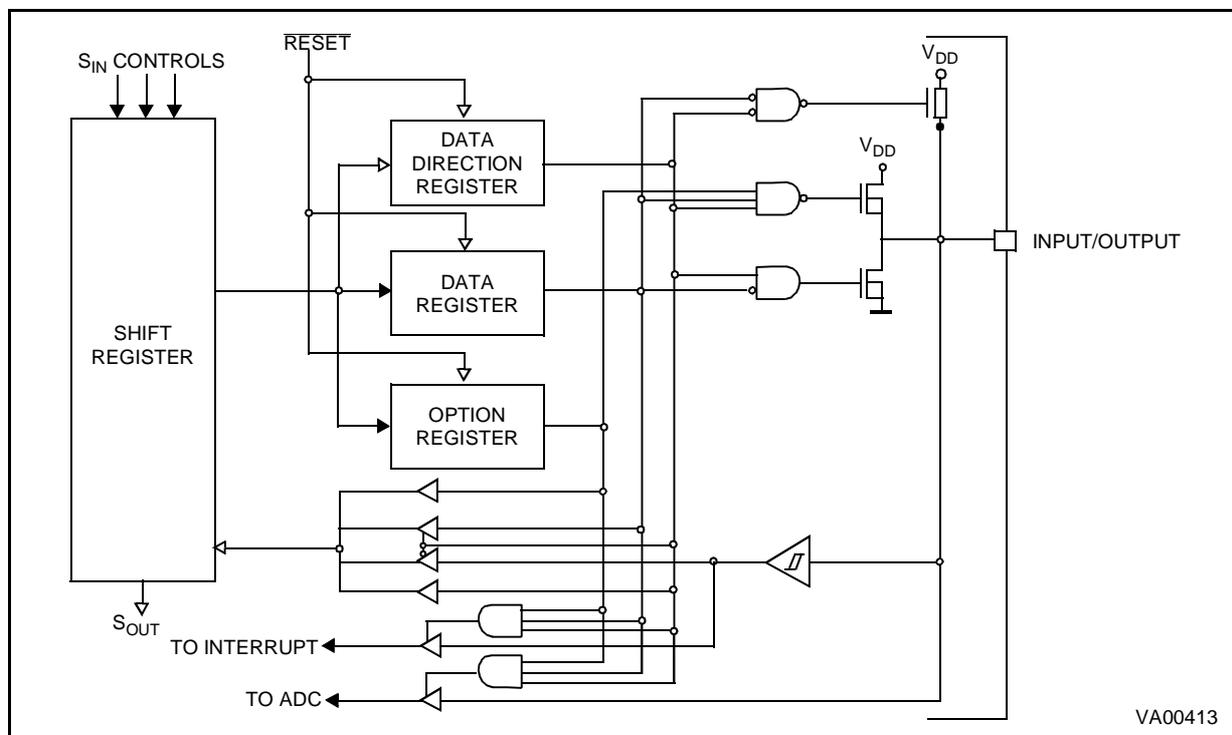 RESET
S_IN CONTROLS
V_DD
DATA
DIRECTION
REGISTER
V_DD
INPUT/OUTPUT
DATA
REGISTER
SHIFT
REGISTER
OPTION
REGISTER
S_OUT
TO INTERRUPT
TO ADC
VA00413